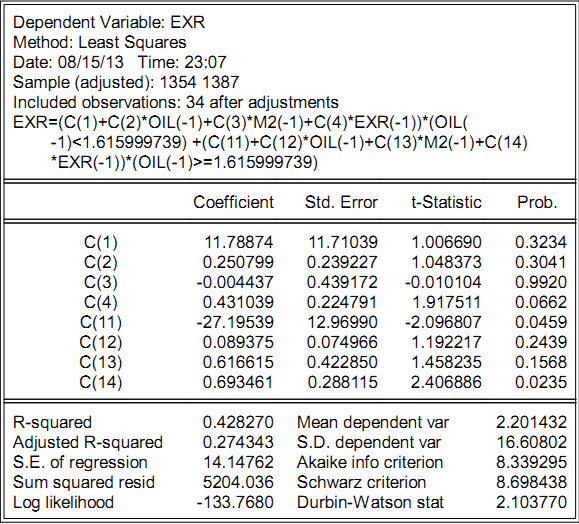 Dependent Variable: EXR
Method: Least Squares
Date: 08/15/13 Time: 23:07
Sample (adjusted): 1354 1387
Included observations: 34 after adjustments
EXR=(C(1)+C(2)*OIL(-1)+C(3)*M2(-1)+C(4)*EXR(-1))*(OIL(
-1)<1.615999739) +(C(11)+C(12)*OIL(-1)+C(13)*M2(-1)+C(14)
*EXR(-1))*(OIL(-1)>=1.615999739)
Coefficient Std. Error t-Statistic Prob.
C(1) 11.78874 11.71039 1.006690 0.3234
C(2) 0.250799 0.239227 1.048373 0.3041
C(3) -0.004437 0.439172 -0.010104 0.9920
C(4) 0.431039 0.224791 1.917511 0.0662
C(11) -27.19539 12.96990 -2.096807 0.0459
C(12) 0.089375 0.074966 1.192217 0.2439
C(13) 0.616615 0.422850 1.458235 0.1568
C(14) 0.693461 0.288115 2.406886 0.0235
R-squared 0.428270 Mean dependent var 2.201432
Adjusted R-squared 0.274343 S.D. dependent var 16.60802
S.E. of regression 14.14762 Akaike info criterion 8.339295
Sum squared resid 5204.036 Schwarz criterion 8.698438
Log likelihood -133.7680 Durbin-Watson stat 2.103770